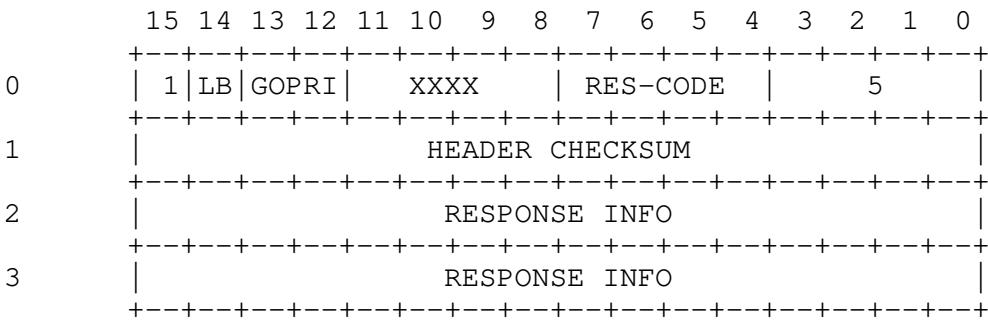 15 14 13 12 11 10 9 8 7 6 5 4 3 2 1 0
+--+--+--+--+--+--+--+--+--+--+--+--+--+--+--+--+
0 | 1|LB|GOPRI| XXXX | RES-CODE | 5 |
+--+--+--+--+--+--+--+--+--+--+--+--+--+--+--+--+
1 | HEADER CHECKSUM |
+--+--+--+--+--+--+--+--+--+--+--+--+--+--+--+--+
2 | RESPONSE INFO |
+--+--+--+--+--+--+--+--+--+--+--+--+--+--+--+--+
3 | RESPONSE INFO |
+--+--+--+--+--+--+--+--+--+--+--+--+--+--+--+--+